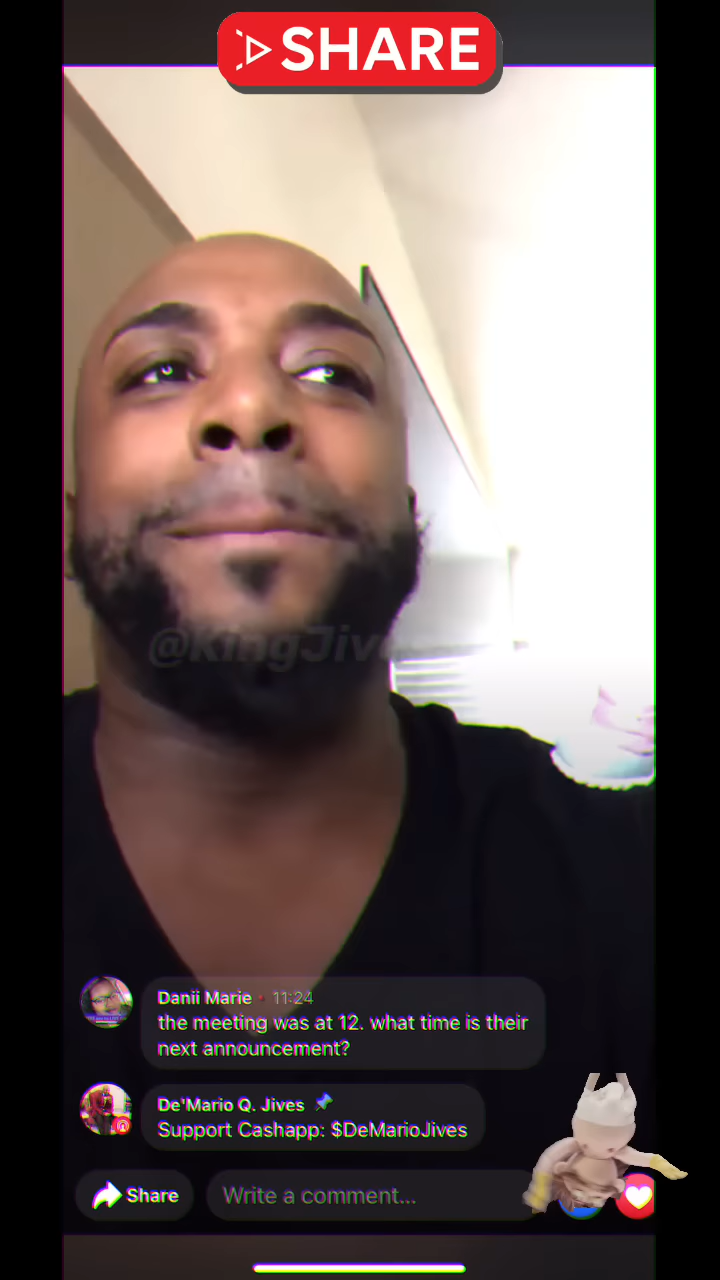 SHARE
@KingJive
Danii Marie • 11:24
the meeting was at 12. what time is their
next announcement?
De'Mario Q. Jives
Support Cashapp: $DeMarioJives
Share
Write a comment...